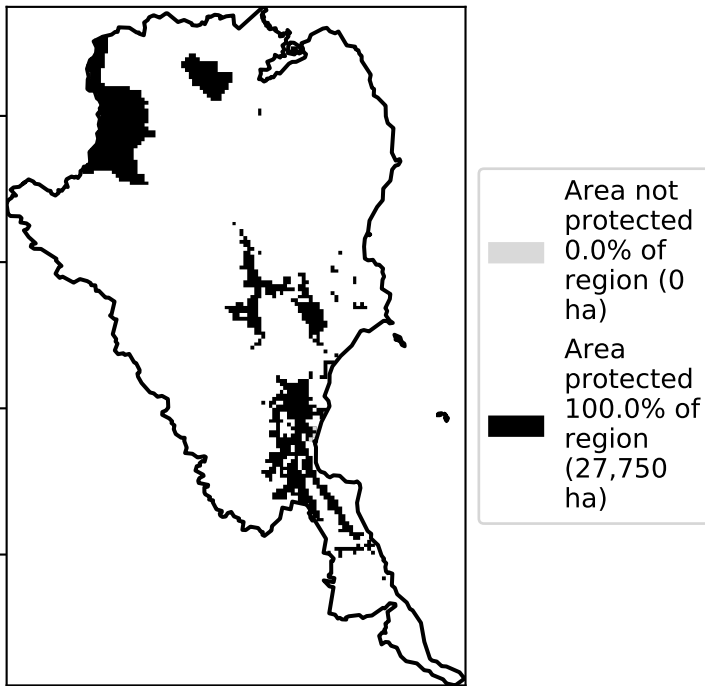 Area not
protected
0.0% of
region (0
ha)
Area
protected
100.0% of
region
(27,750
ha)